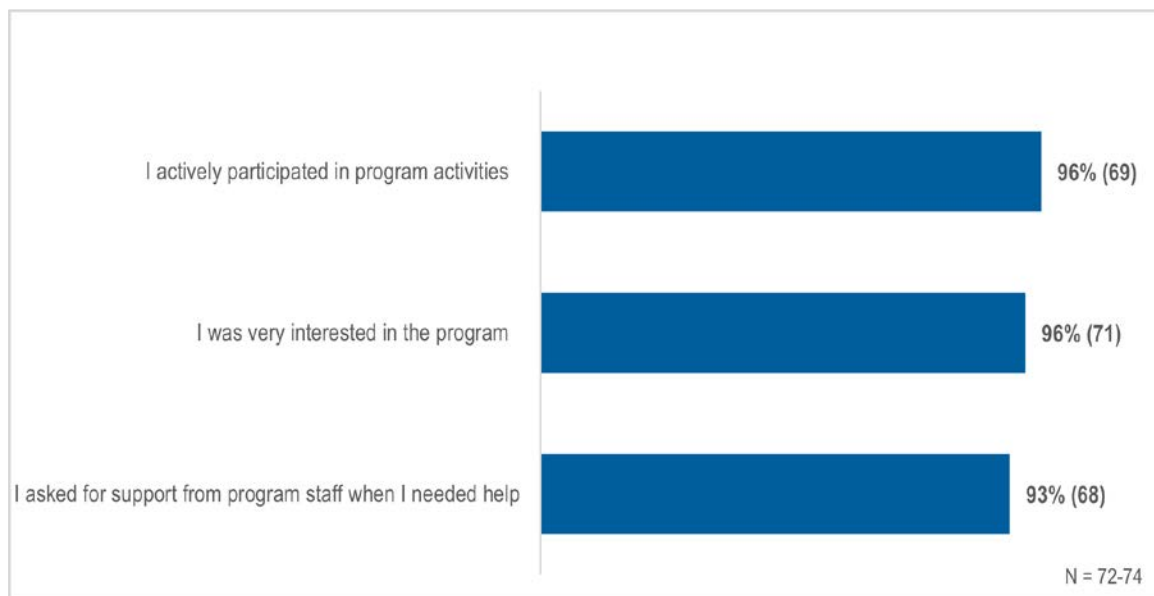 I actively participated in program activities
96% (69)
I was very interested in the program
96% (71)
I asked for support from program staff when I needed help
93% (68)
N = 72-74